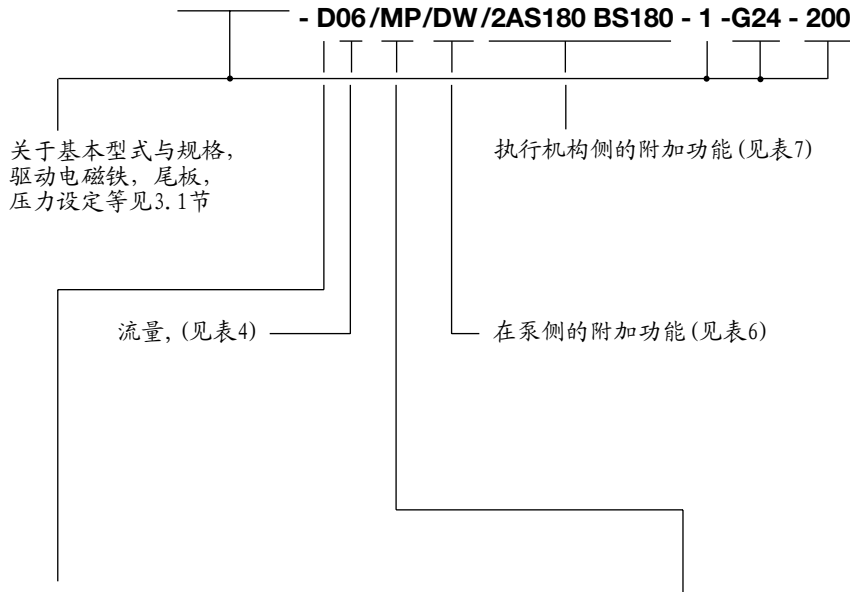 - D06/MP/DW/2AS180 BS180 - 1 -G24 - 200
关于基本型式与规格,
驱动电磁铁, 尾板,
压力设定等见3.1节
执行机构侧的附加功能(见表7)
流量, (见表4)
在泵侧的附加功能(见表6)